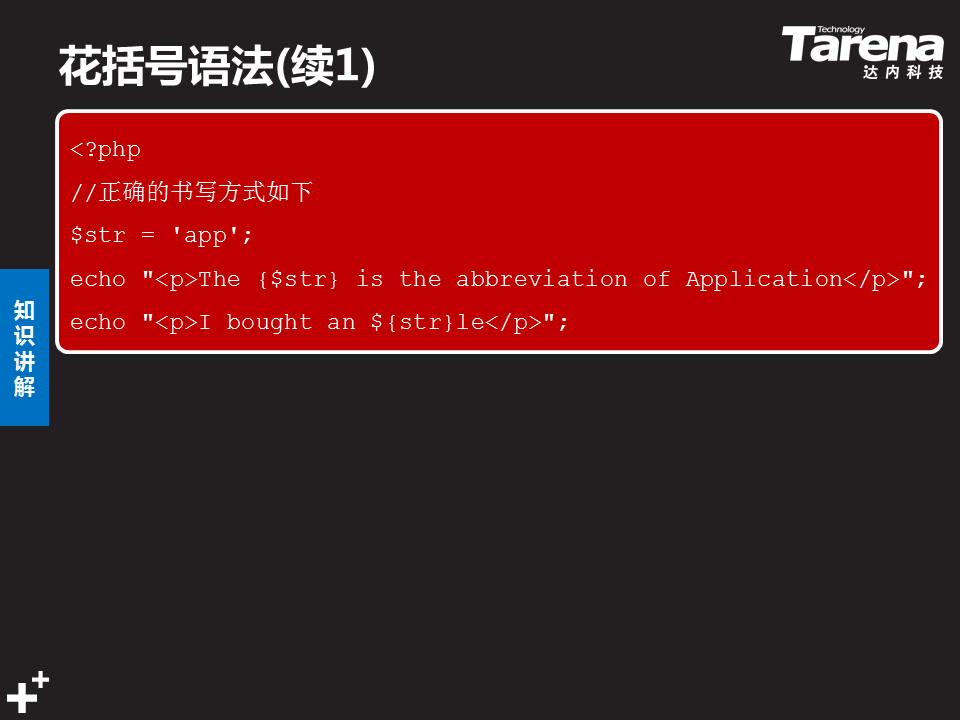 花括号语法(续1)
Technology
Tarena
达内科技
<?php
//正确的书写方式如下
$str = 'app';
echo "<p>The {$str} is the abbreviation of Application</p>";
echo "<p>I bought an ${str}le</p>";
知识讲解